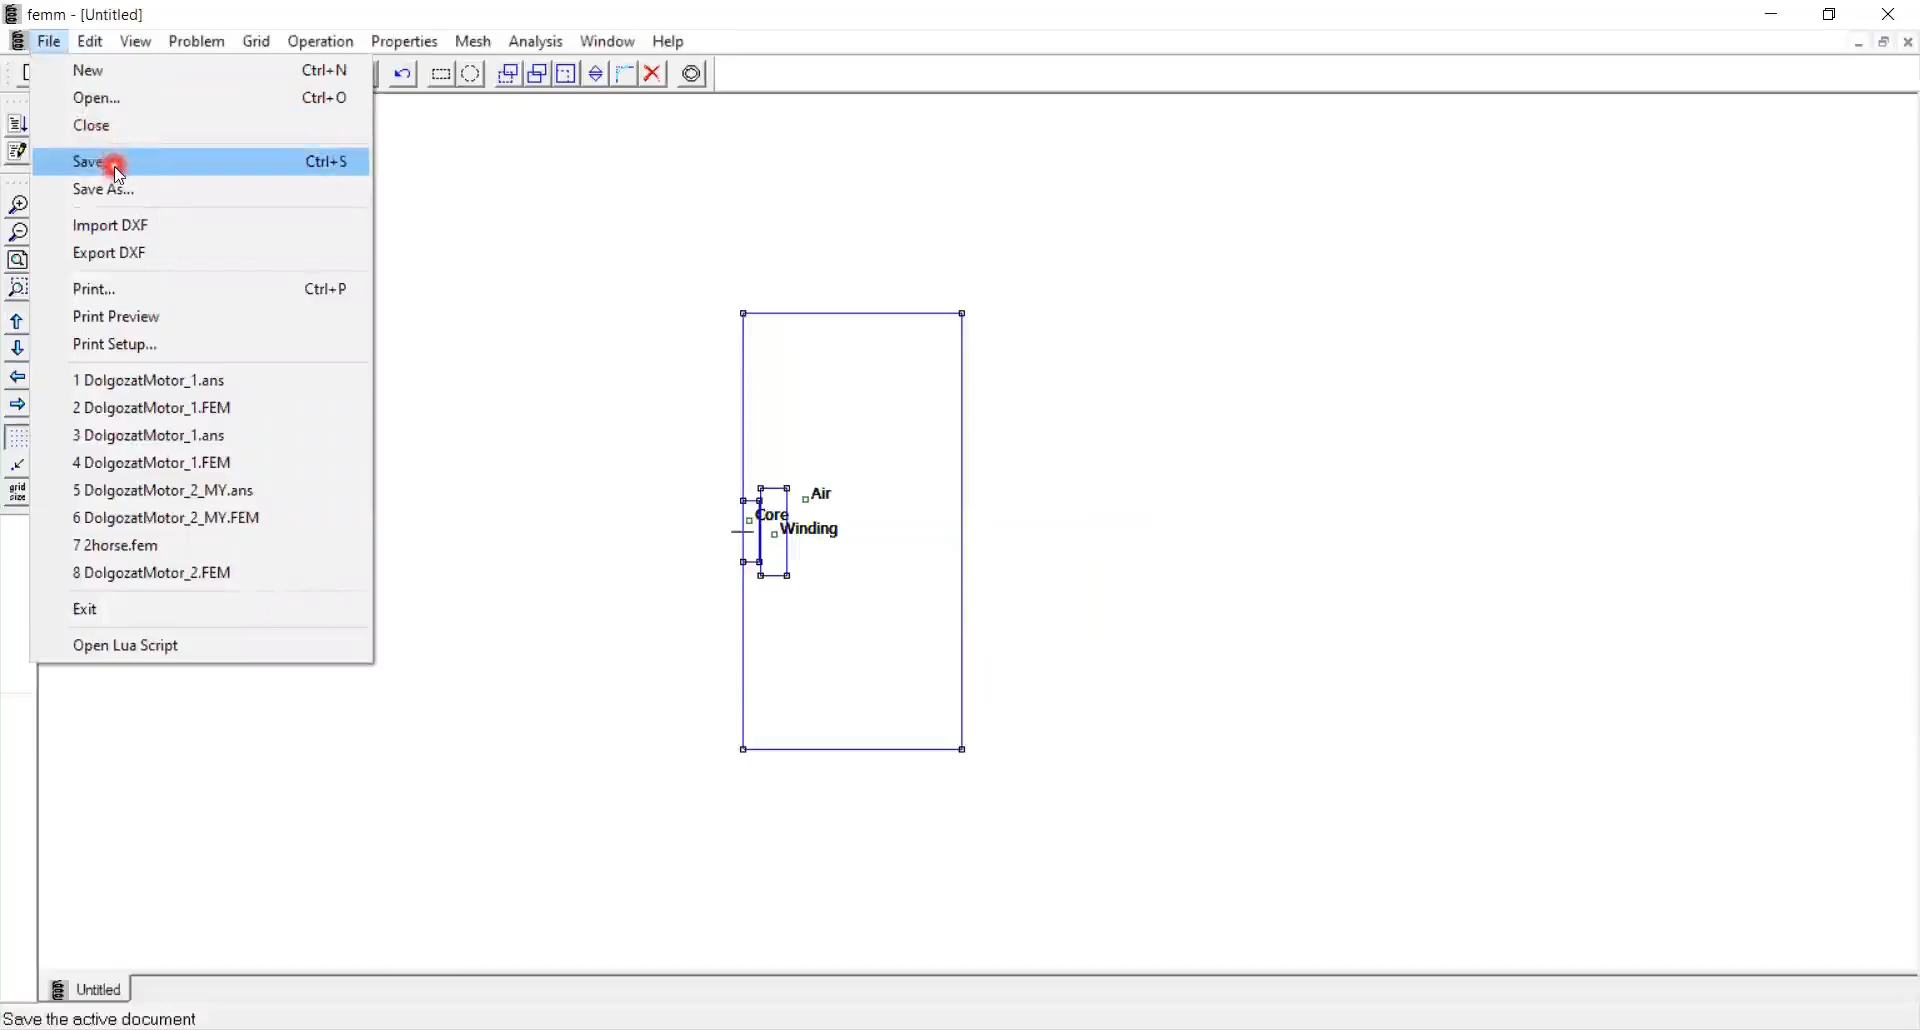 femm - [Untitled]
File Edit View Problem Grid Operation Properties Mesh Analysis Window Help
New Ctrl+N
Open... Ctrl+O
Close
Save Ctrl+S
Save As...
Import DXF
Export DXF
Print... Ctrl+P
Print Preview
Print Setup...
1 DolgozatMotor_1.ans
2 DolgozatMotor_1.FEM
3 DolgozatMotor_1.ans
4 DolgozatMotor_1.FEM
5 DolgozatMotor_2_MY.ans
6 DolgozatMotor_2_MY.FEM
7 2horse.fem
8 DolgozatMotor_2.FEM
Exit
Open Lua Script
grid
size
Air
Core
Winding
Untitled
Save the active document